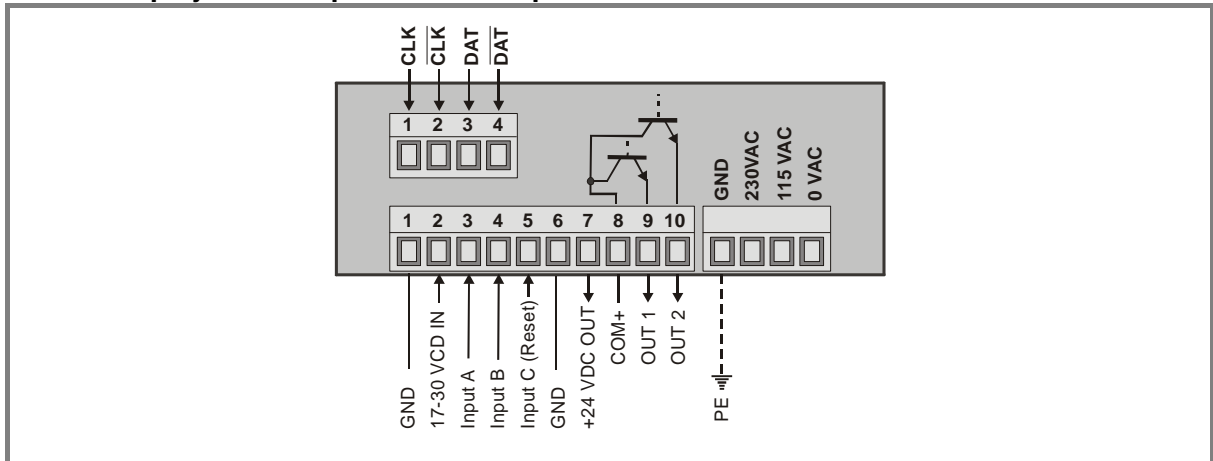 CLK
C̅L̅K̅
DAT
D̅A̅T̅
1 2 3 4
GND
230VAC
115 VAC
0 VAC
1 2 3 4 5 6 7 8 9 10
GND
17-30 VCD IN
Input A
Input B
Input C (Reset)
GND
+24 VDC OUT
COM+
OUT 1
OUT 2
PE